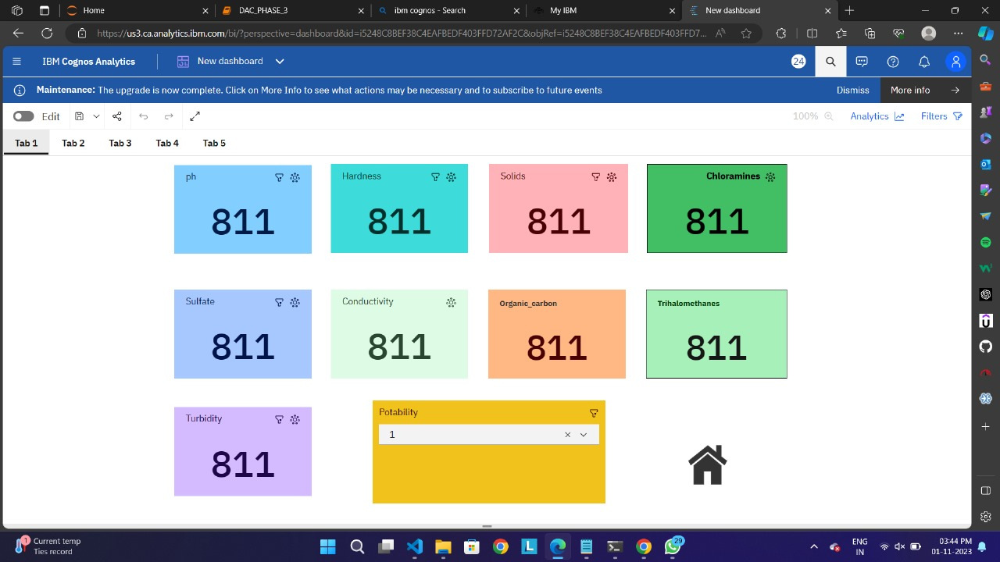 Home
DAC_PHASE_3
ibm cognos - Search
My IBM
New dashboard
https://us3.ca.analytics.ibm.com/bi/?perspective=dashboard&id=i5248C8BEF38C4EAFBEDF403FFD72AF2C&objRef=i5248C8BEF38C4EAFBEDF403FFD7...
IBM Cognos Analytics
New dashboard
24
Maintenance: The upgrade is now complete. Click on More Info to see what actions may be necessary and to subscribe to future events
Dismiss
More info
Edit
100%
Analytics
Filters
Tab 1
Tab 2
Tab 3
Tab 4
Tab 5
ph
811
Hardness
811
Solids
811
Chloramines
811
Sulfate
811
Conductivity
811
Organic_carbon
811
Trihalomethanes
811
Turbidity
811
Potability
1
1
Current temp
Ties record
L
29
ENG
IN
03:44 PM
01-11-2023